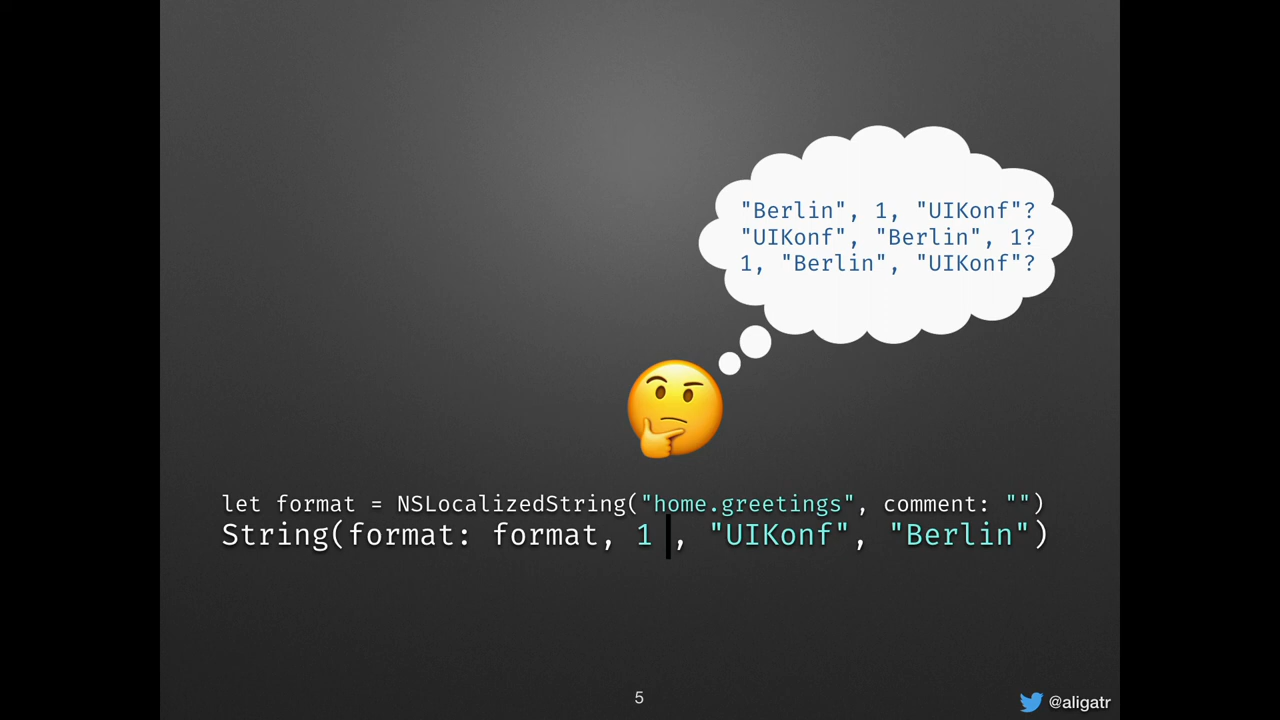 "Berlin", 1, "UIKonf"?
"UIKonf", "Berlin", 1?
1, "Berlin", "UIKonf"?
let format = NSLocalizedString("home.greetings", comment: "")
String(format: format, 1 , "UIKonf", "Berlin")
5
@aligatr